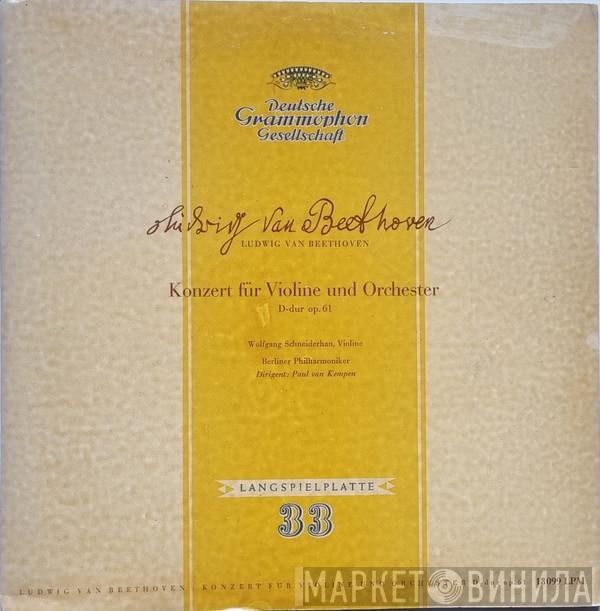 Deutsche
Grammophon
Gesellschaft
Ludwig van Beethoven
LUDWIG VAN BEETHOVEN
Konzert für Violine und Orchester
D-dur op. 61
Wolfgang Schneiderhan, Violine
Berliner Philharmoniker
Dirigent: Paul van Kempen
LANGSPIELPLATTE
33
LUDWIG VAN BEETHOVEN · KONZERT FÜR VIOLINE UND ORCHESTER D-dur op. 61 18099 LPM
МАРКЕТ ВИНИЛА